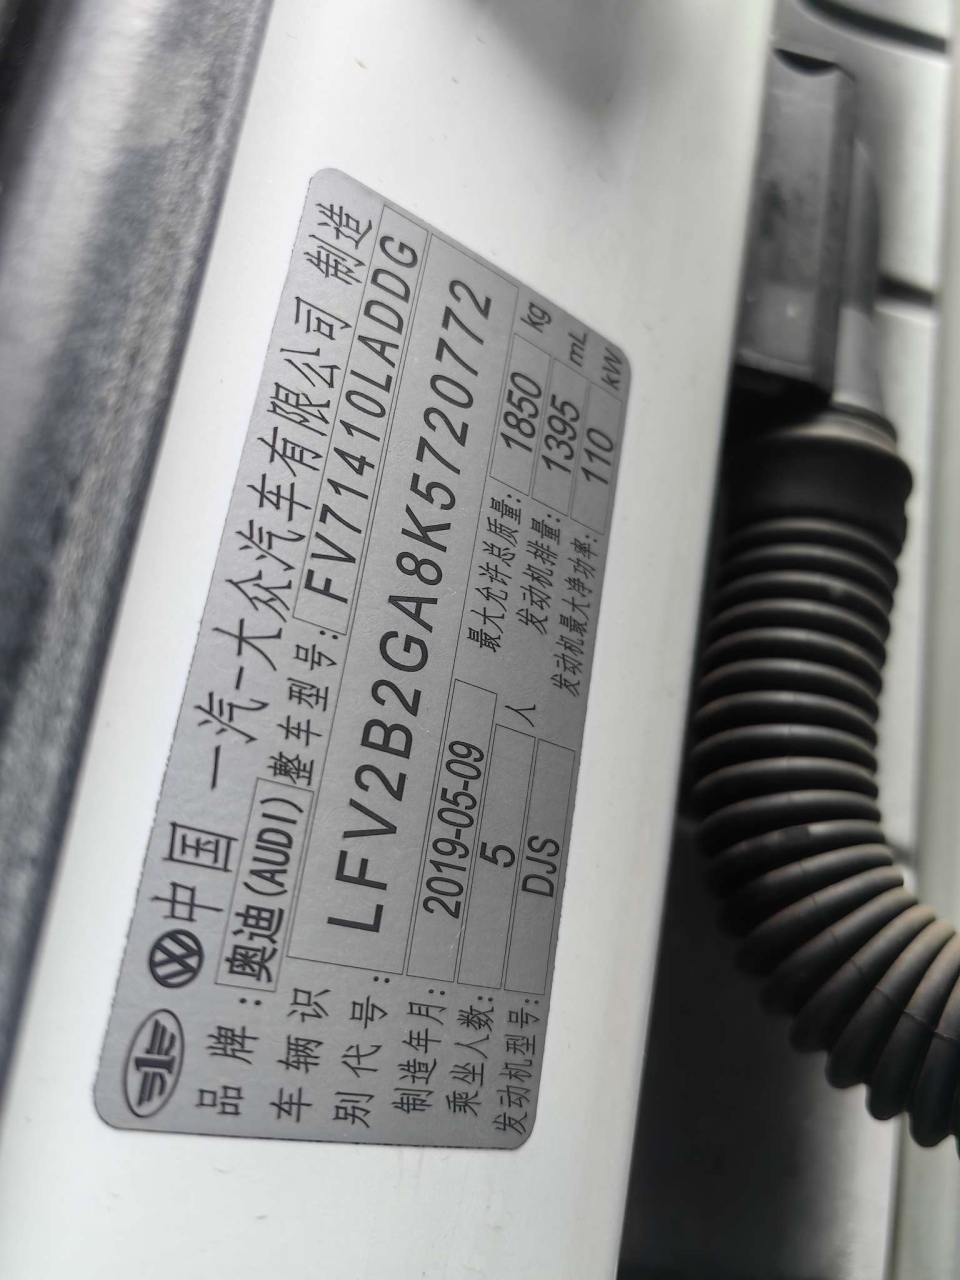 中国 一汽-大众汽车有限公司 制造
品牌: 奥迪(AUDI) 整车型号: FV71410LADDG
车辆识别代号: LFV2B2GA8K5720772
制造年月: 2019-05-09 最大允许总质量: 1850 kg
乘坐人数: 5 人 发动机排量: 1395 mL
发动机型号: DJS 发动机最大净功率: 110 kW